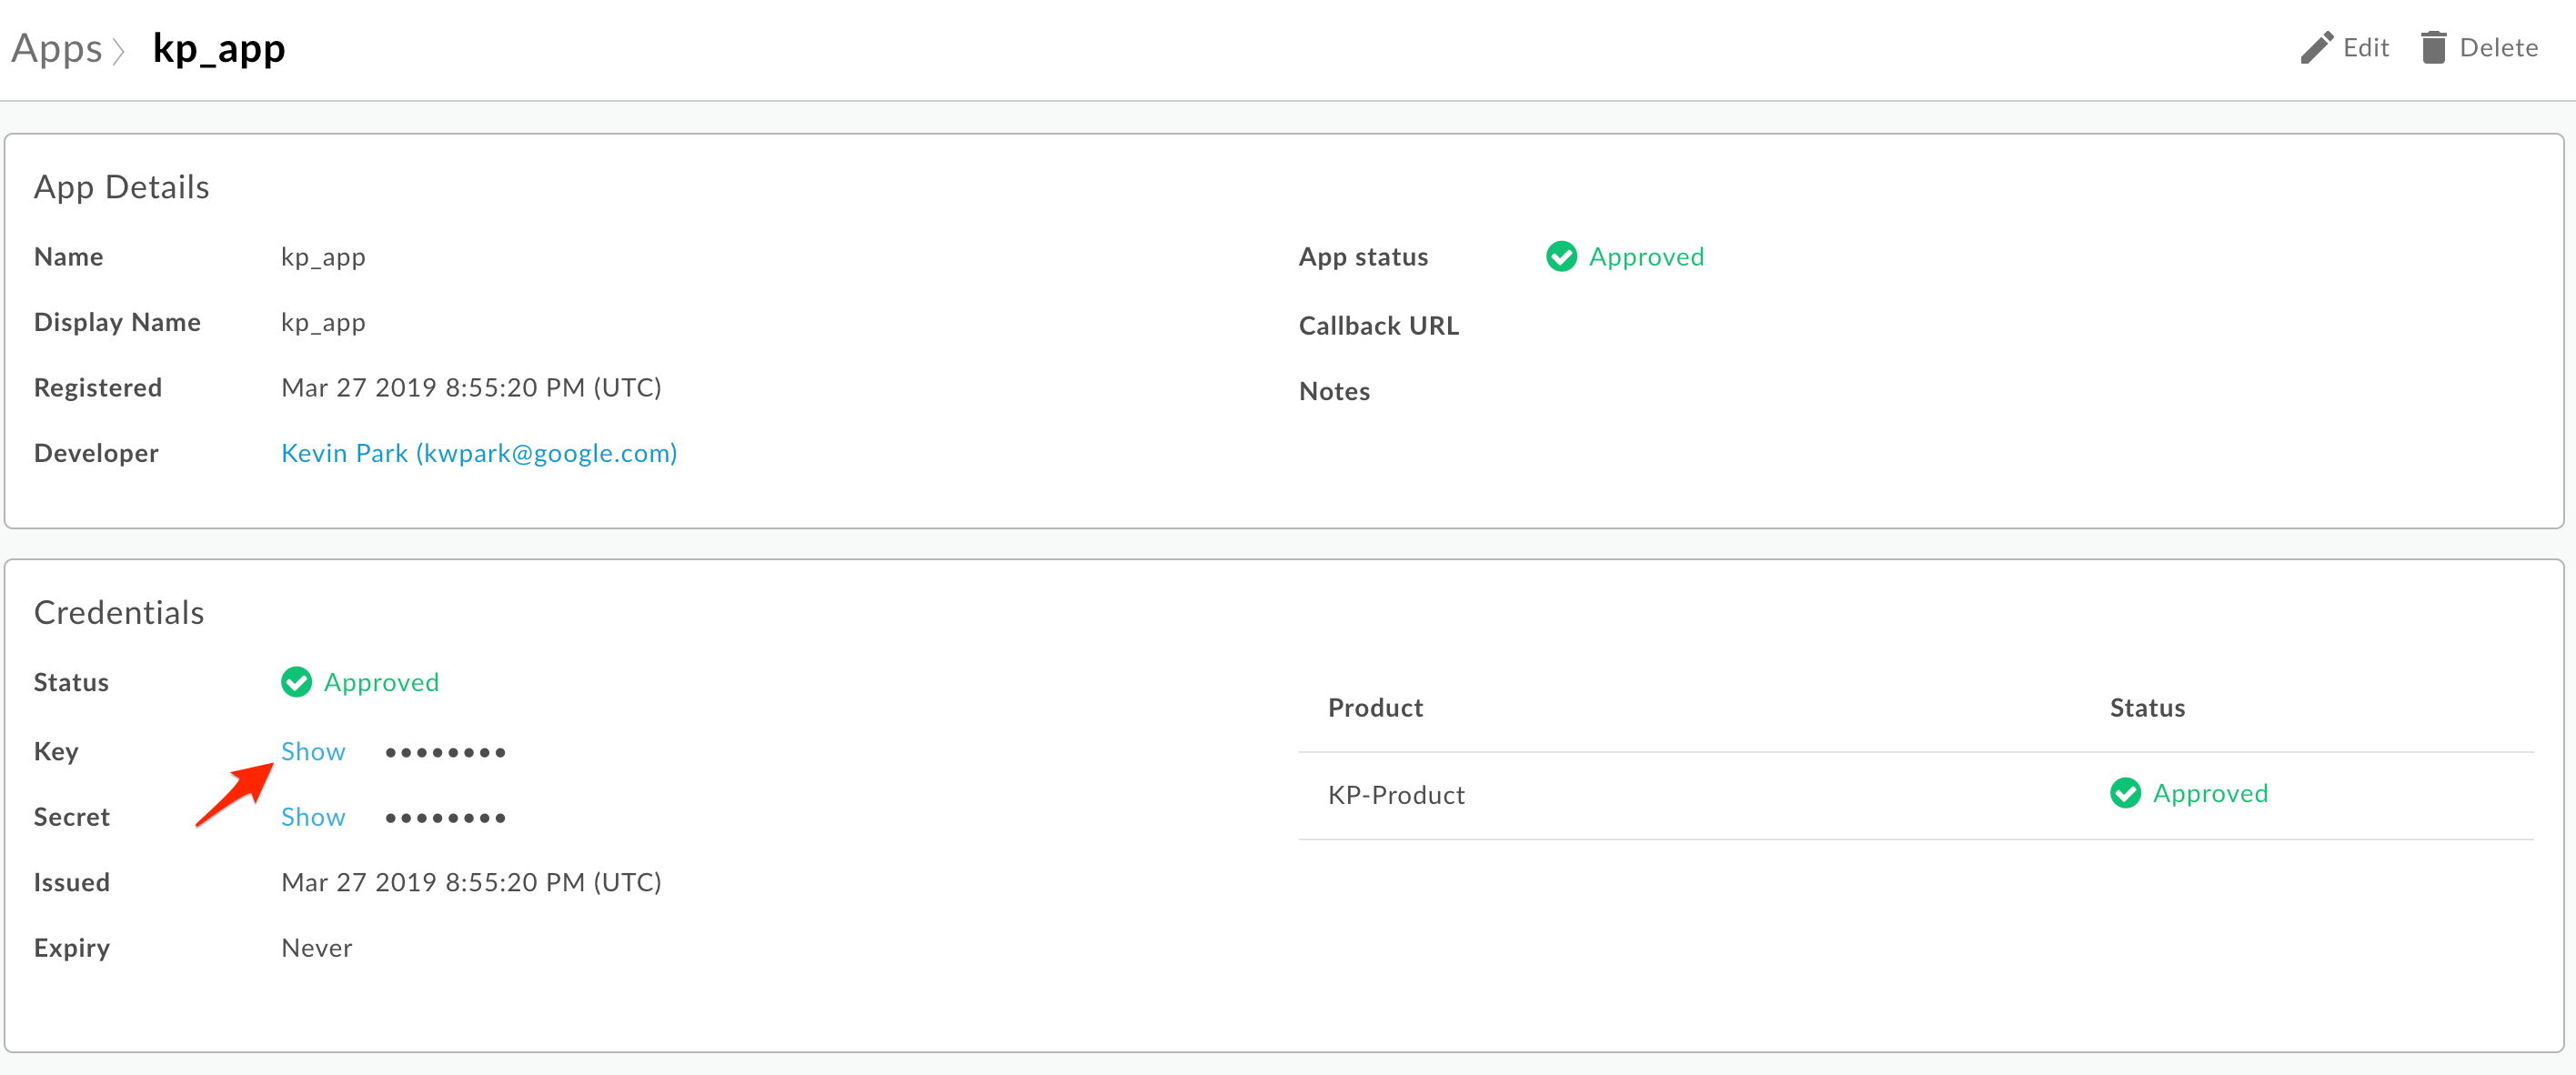 Apps kp_app Edit Delete
App Details
Name kp_app App status Approved
Display Name kp_app Callback URL
Registered Mar 27 2019 8:55:20 PM (UTC) Notes
Developer Kevin Park (kwpark@google.com)
Credentials
Status Approved
Product Status
Key Show ••••••••
KP-Product Approved
Secret Show ••••••••
Issued Mar 27 2019 8:55:20 PM (UTC)
Expiry Never